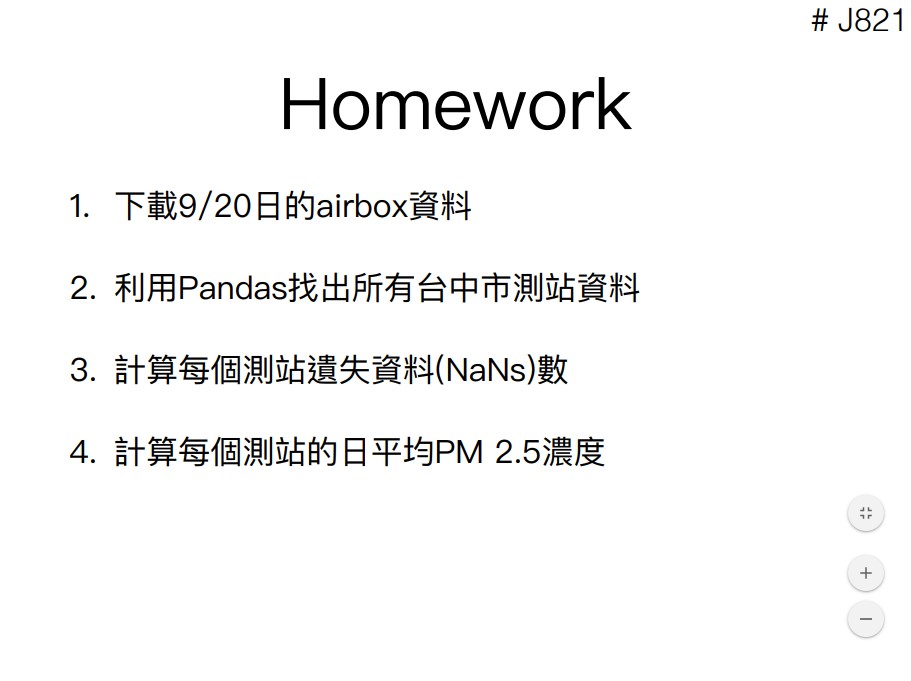 # J821
Homework
1. 下載9/20日的airbox資料
2. 利用Pandas找出所有台中市測站資料
3. 計算每個測站遺失資料(NaNs)數
4. 計算每個測站的日平均PM 2.5濃度